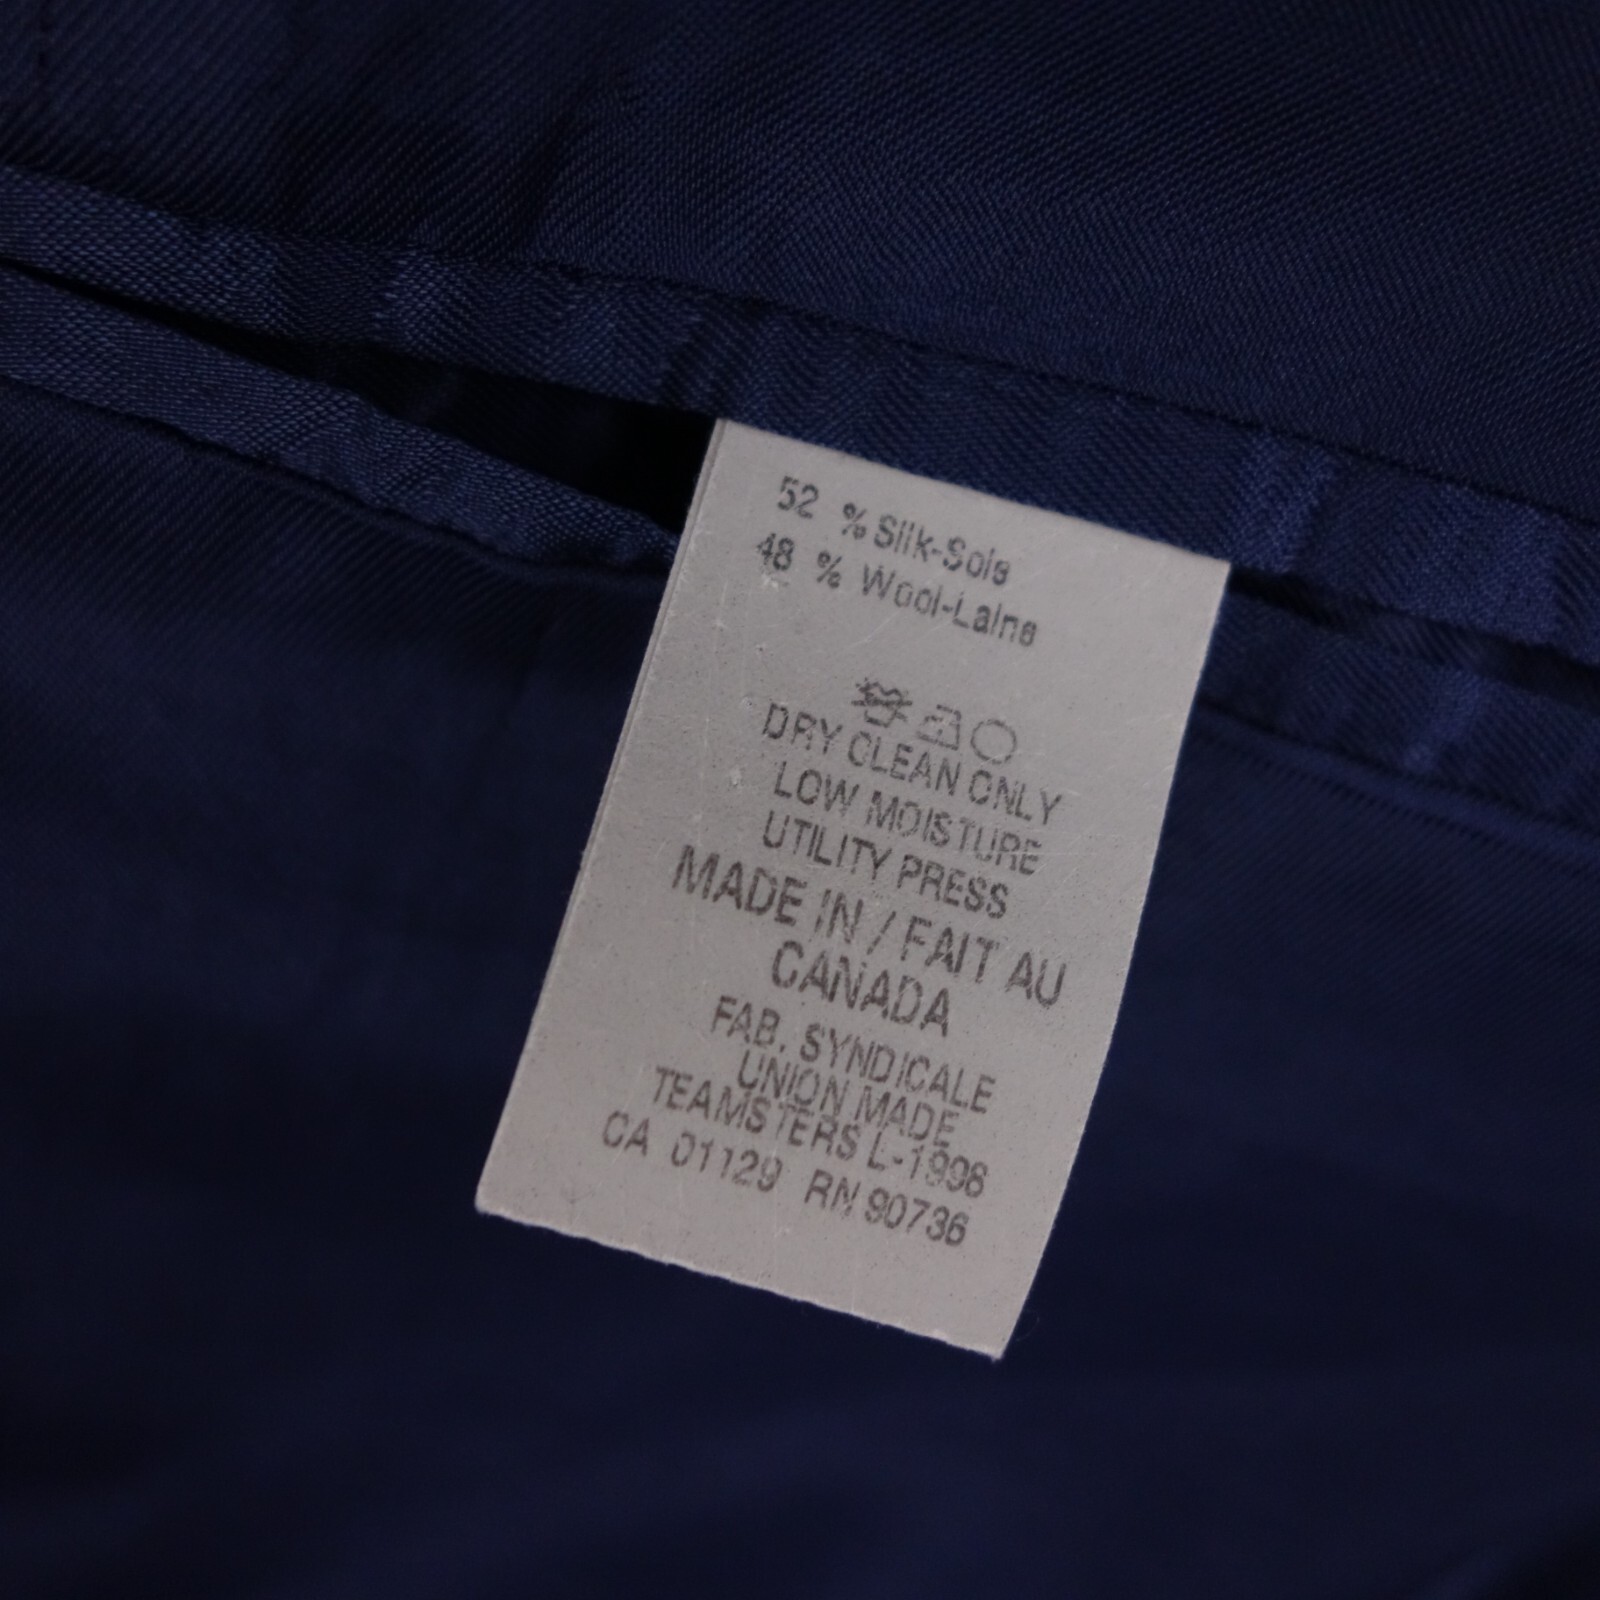 52 % Silk-Soie
48 % Wool-Laine
DRY CLEAN ONLY
LOW MOISTURE
UTILITY PRESS
MADE IN / FAIT AU
CANADA
FAB. SYNDICALE
UNION MADE
TEAMSTERS L-1998
CA 01129 RN 90736